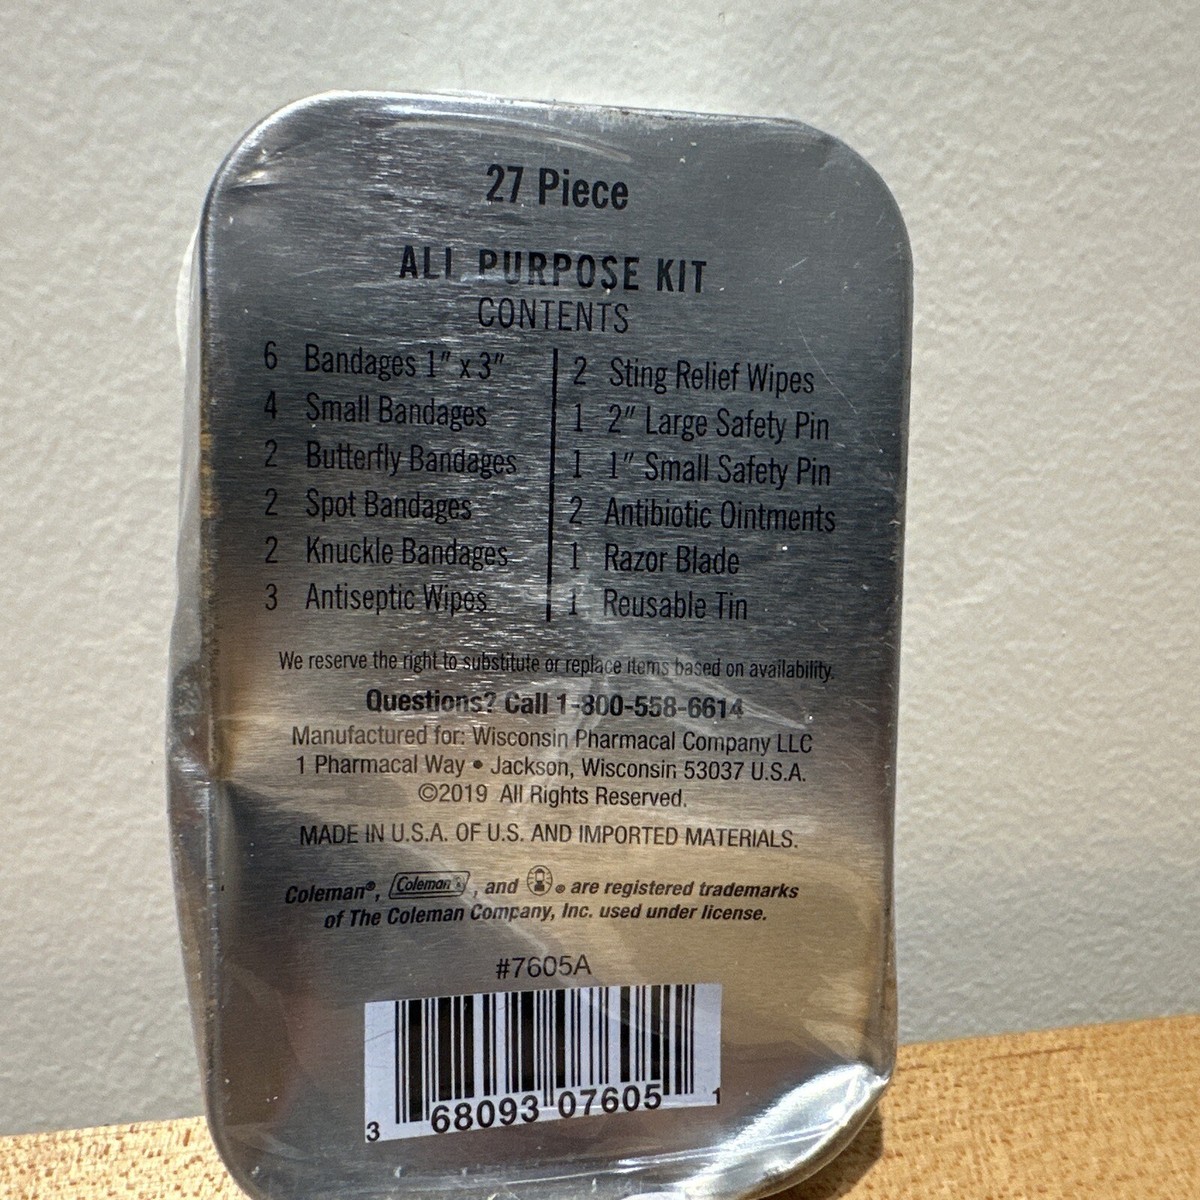 27 Piece
ALL PURPOSE KIT
CONTENTS
6 Bandages 1" x 3"
4 Small Bandages
2 Butterfly Bandages
2 Spot Bandages
2 Knuckle Bandages
3 Antiseptic Wipes
2 Sting Relief Wipes
1 2" Large Safety Pin
1 1" Small Safety Pin
2 Antibiotic Ointments
1 Razor Blade
1 Reusable Tin
We reserve the right to substitute or replace items based on availability.
Questions? Call 1-800-558-6614
Manufactured for: Wisconsin Pharmacal Company LLC
1 Pharmacal Way • Jackson, Wisconsin 53037 U.S.A.
©2019 All Rights Reserved.
MADE IN U.S.A. OF U.S. AND IMPORTED MATERIALS.
Coleman®, Coleman, and ® are registered trademarks
of The Coleman Company, Inc. used under license.
#7605A
3 68093 07605 1